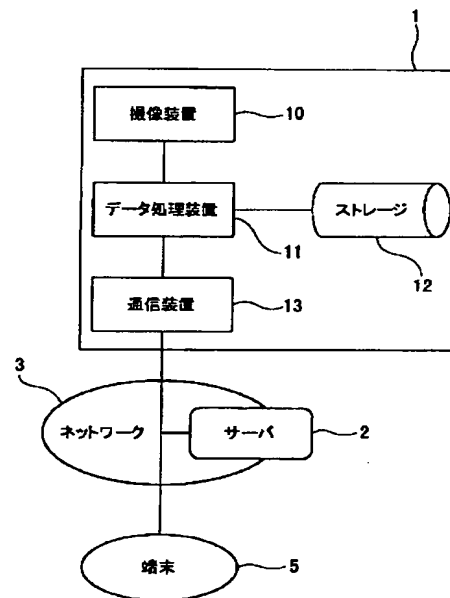 1
撮像装置
10
データ処理装置
11
ストレージ
12
通信装置
13
3
ネットワーク
サーバ
2
端末
5